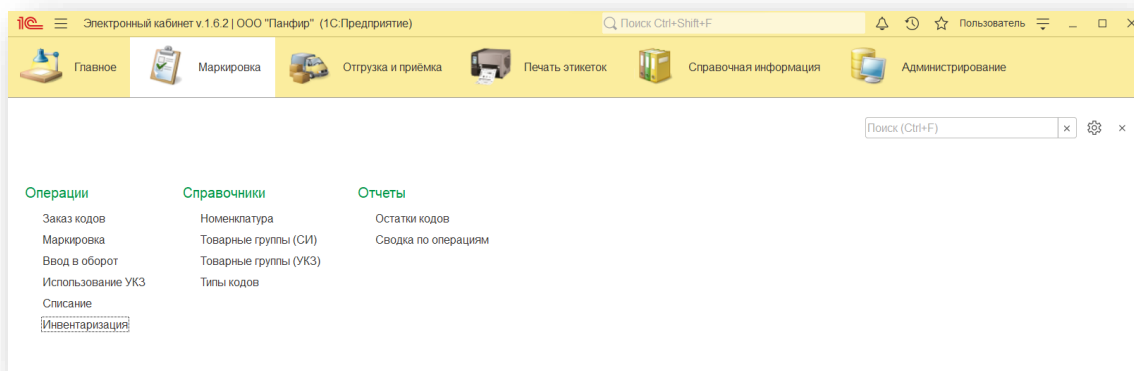 1С Электронный кабинет v.1.6.2 | ООО "Панфир" (1С:Предприятие) Поиск Ctrl+Shift+F Пользователь
Главное Маркировка Отгрузка и приёмка Печать этикеток Справочная информация Администрирование
Поиск (Ctrl+F)
Операции Справочники Отчеты
Заказ кодов Номенклатура Остатки кодов
Маркировка Товарные группы (СИ) Сводка по операциям
Ввод в оборот Товарные группы (УКЗ)
Использование УКЗ Типы кодов
Списание
Инвентаризация